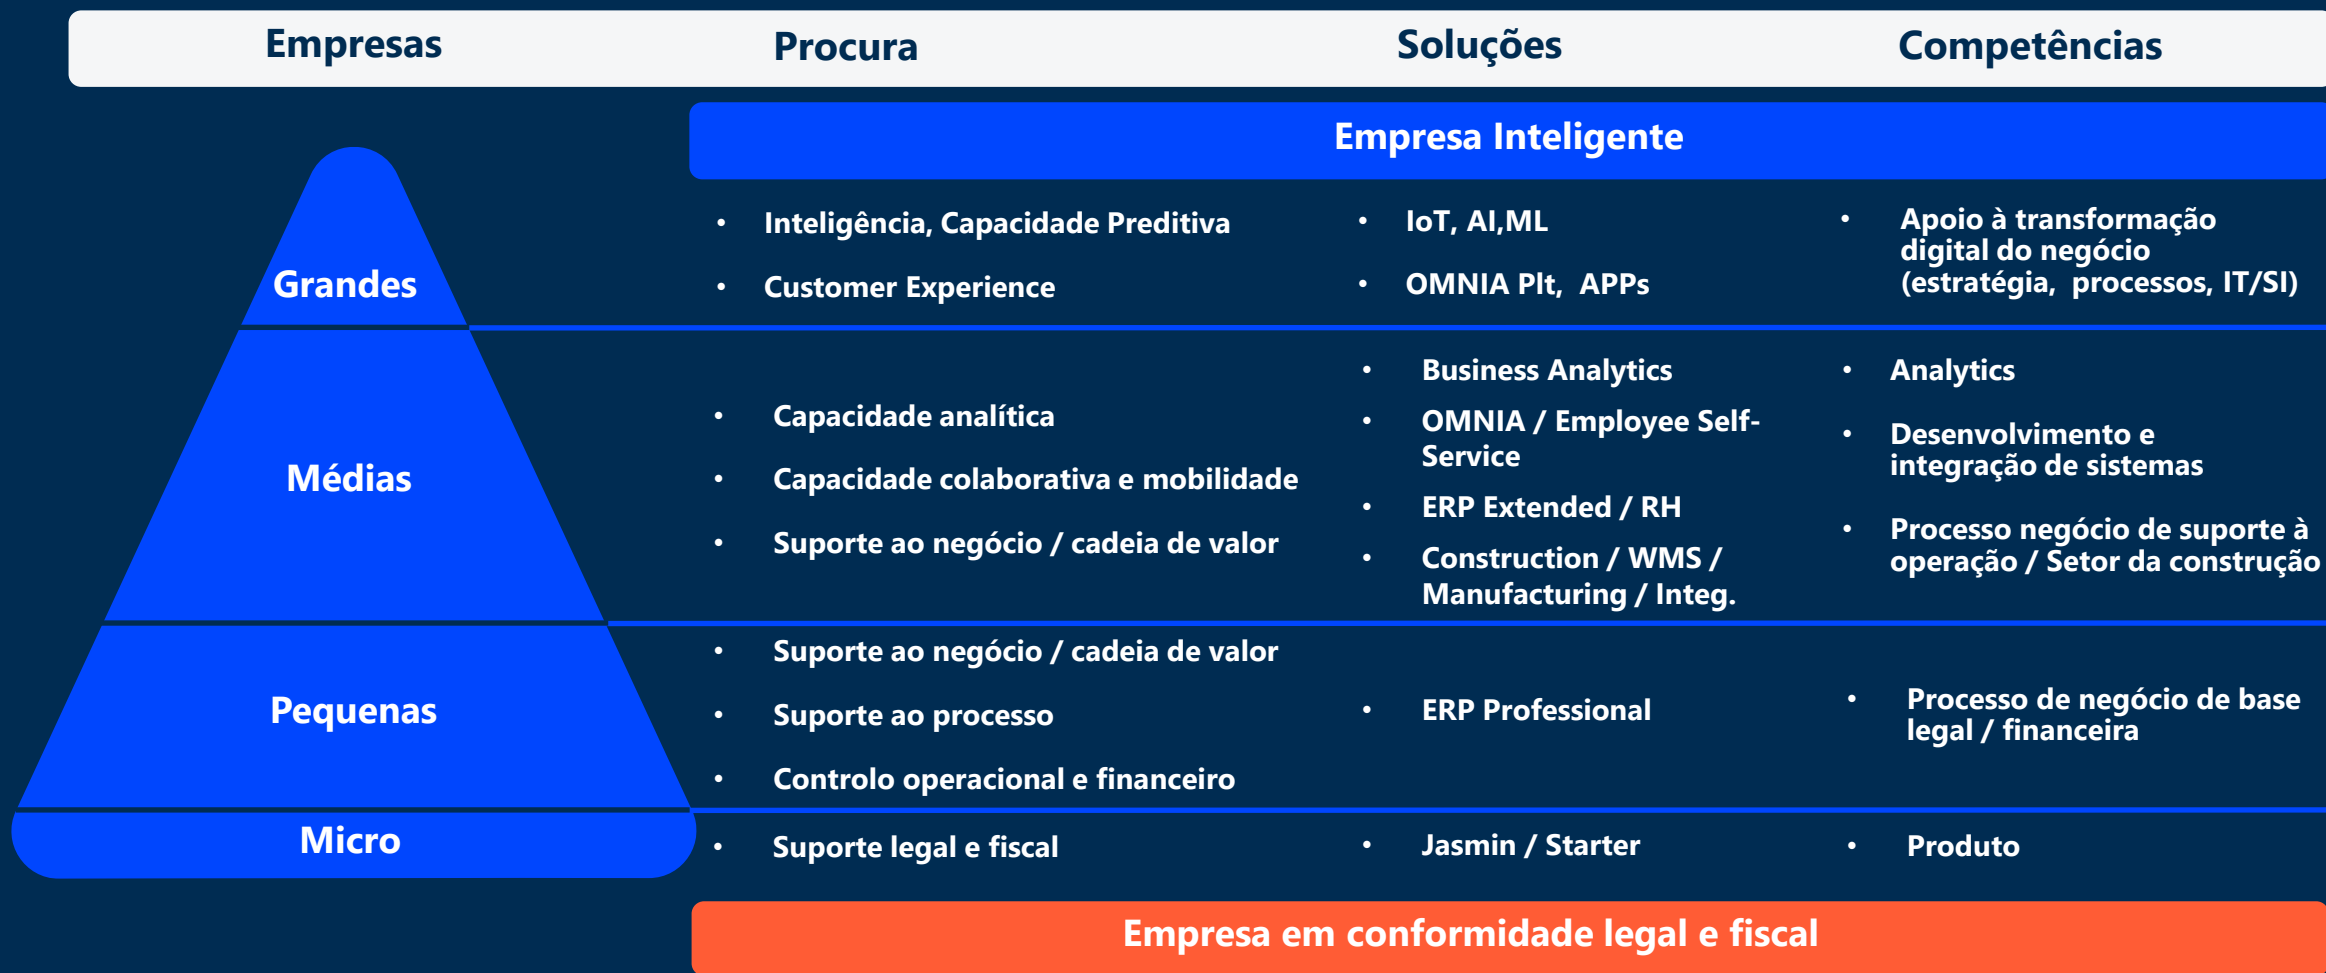 Empresas
Procura
Soluções
Competências
Empresa Inteligente
Grandes
• Inteligência, Capacidade Preditiva
• Customer Experience
• IoT, AI,ML
• OMNIA Plt, APPs
• Apoio à transformação
digital do negócio
(estratégia, processos, IT/SI)
Médias
• Capacidade analítica
• Capacidade colaborativa e mobilidade
• Suporte ao negócio / cadeia de valor
• Business Analytics
• OMNIA / Employee Self-
Service
• ERP Extended / RH
• Construction / WMS /
Manufacturing / Integ.
• Analytics
• Desenvolvimento e
integração de sistemas
• Processo negócio de suporte à
operação / Setor da construção
Pequenas
• Suporte ao negócio / cadeia de valor
• Suporte ao processo
• Controlo operacional e financeiro
• ERP Professional
• Processo de negócio de base
legal / financeira
Micro
• Suporte legal e fiscal
• Jasmin / Starter
• Produto
Empresa em conformidade legal e fiscal